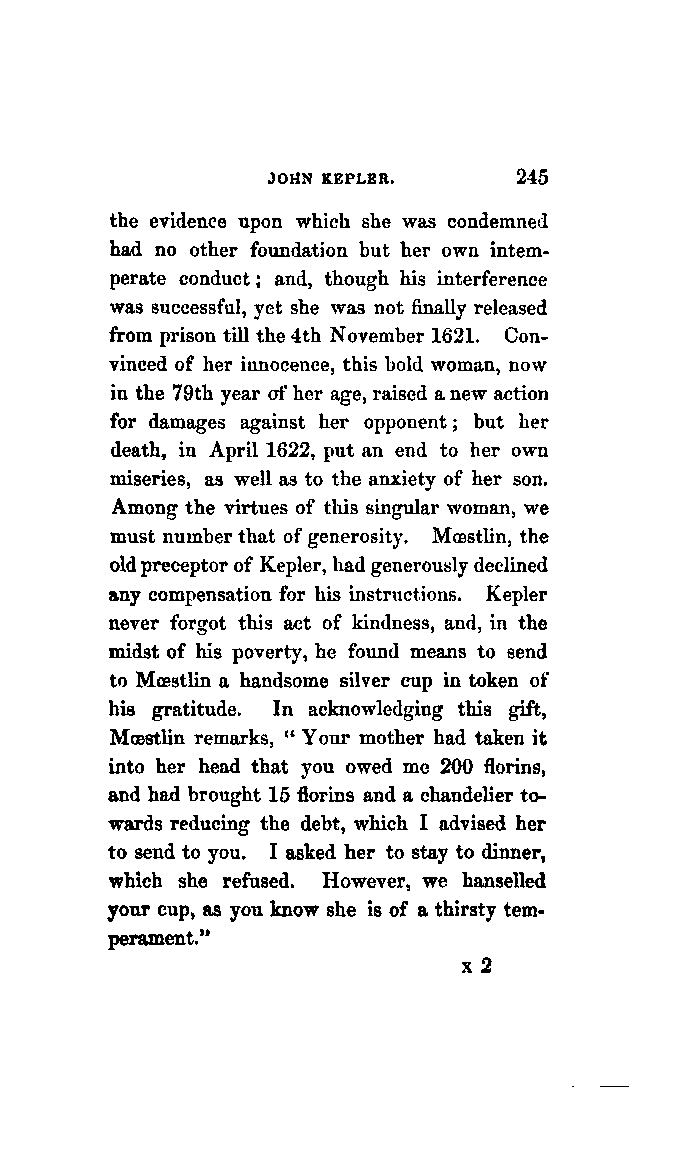 JOHN KEPLER. 245
the evidence upon which she was condemned
had no other foundation but her own intem-
perate conduct ; and, though his interference
was successful, yet she was not finally released
from prison till the 4th November 1621. Con-
vinced of her innocence, this bold woman, now
in the 79th year of her age, raised a new action
for damages against her opponent ; but her
death, in April 1622, put an end to her own
miseries, as well as to the anxiety of her son.
Among the virtues of this singular woman, we
must number that of generosity. Mœstlin, the
old preceptor of Kepler, had generously declined
any compensation for his instructions. Kepler
never forgot this act of kindness, and, in the
midst of his poverty, he found means to send
to Mœstlin a handsome silver cup in token of
his gratitude. In acknowledging this gift,
Mœstlin remarks, “ Your mother had taken it
into her head that you owed me 200 florins,
and had brought 15 florins and a chandelier to-
wards reducing the debt, which I advised her
to send to you. I asked her to stay to dinner,
which she refused. However, we hanselled
your cup, as you know she is of a thirsty tem-
perament.”
x 2